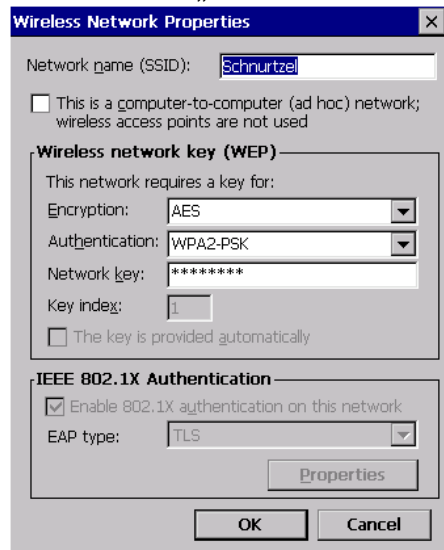 Wireless Network Properties
Network name (SSID): Schnurtzel
This is a computer-to-computer (ad hoc) network;
wireless access points are not used
Wireless network key (WEP)
This network requires a key for:
Encryption: AES
Authentication: WPA2-PSK
Network key: ********
Key index: 1
The key is provided automatically
IEEE 802.1X Authentication
Enable 802.1X authentication on this network
EAP type: TLS
Properties
OK Cancel